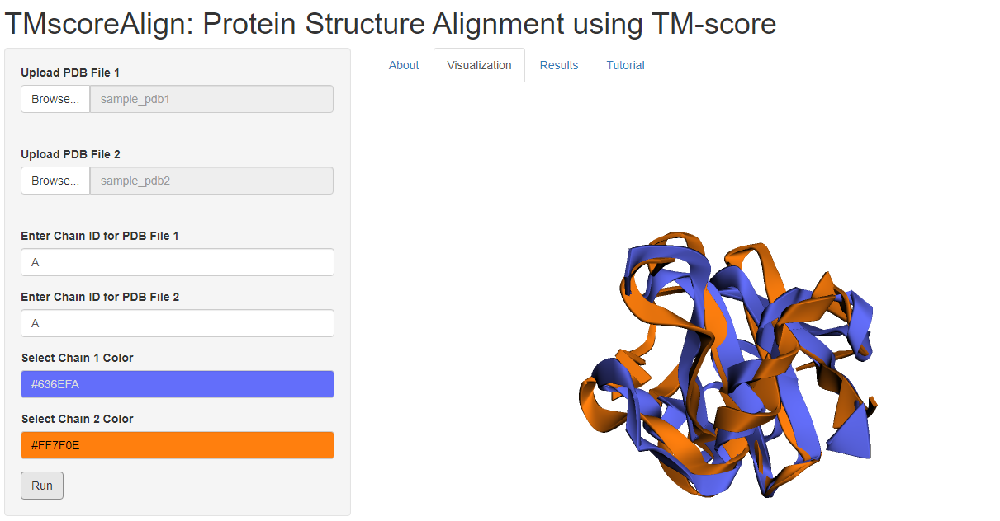 TMscoreAlign: Protein Structure Alignment using TM-score
Upload PDB File 1
Browse... sample_pdb1
Upload PDB File 2
Browse... sample_pdb2
Enter Chain ID for PDB File 1
A
Enter Chain ID for PDB File 2
A
Select Chain 1 Color
#636EFA
Select Chain 2 Color
#FF7F0E
Run
About Visualization Results Tutorial